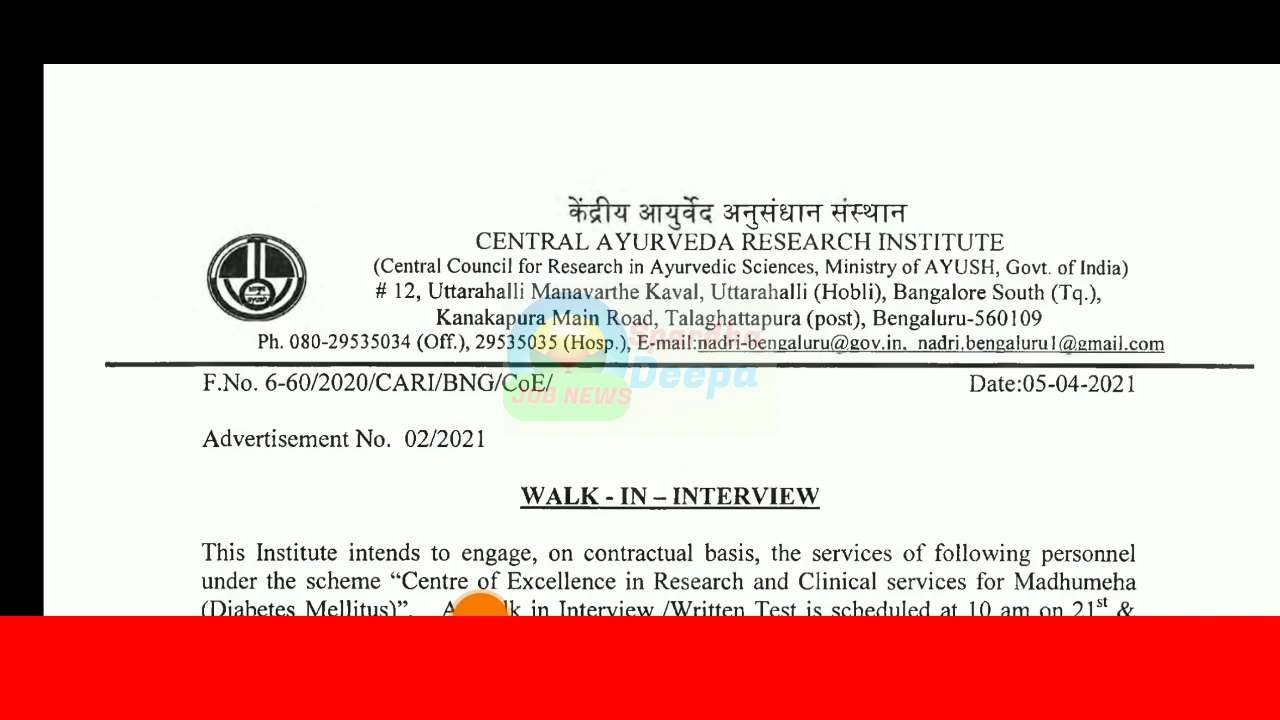 केंद्रीय आयुर्वेद अनुसंधान संस्थान
CENTRAL AYURVEDA RESEARCH INSTITUTE
(Central Council for Research in Ayurvedic Sciences, Ministry of AYUSH, Govt. of India)
# 12, Uttarahalli Manavarthe Kaval, Uttarahalli (Hobli), Bangalore South (Tq.),
Kanakapura Main Road, Talaghattapura (post), Bengaluru-560109
Ph. 080-29535034 (Off.), 29535035 (Hosp.), E-mail:nadri-bengaluru@gov.in, nadri.bengaluru1@gmail.com
F.No. 6-60/2020/CARI/BNG/CoE/ Date:05-04-2021
Spardha
Deepa
JOB NEWS
Advertisement No. 02/2021
WALK - IN – INTERVIEW
This Institute intends to engage, on contractual basis, the services of following personnel
under the scheme “Centre of Excellence in Research and Clinical services for Madhumeha
(Diabetes Mellitus)”. in Interview /Written Test is scheduled at 10 am on 21st &